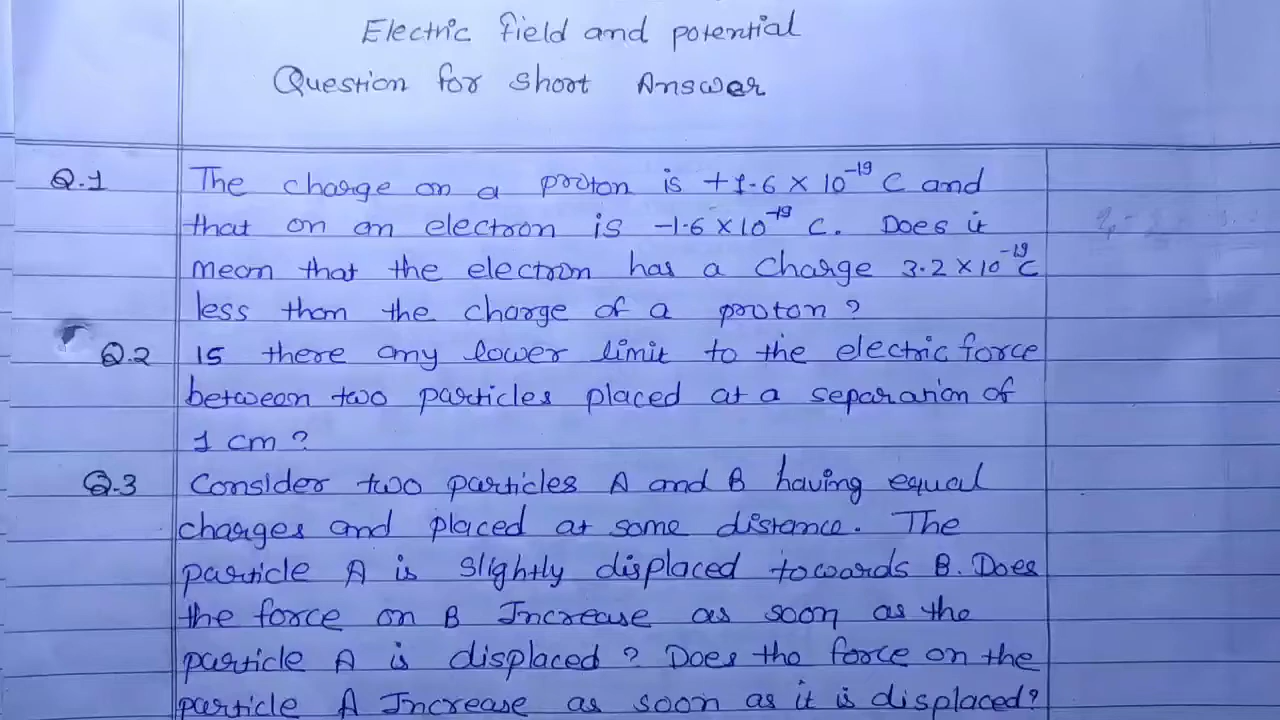 Electric field and potential
Question for short Answer
Q.1 The charge on a proton is +1.6 × 10⁻¹⁹ C and
that on an electron is -1.6 × 10⁻¹⁹ C. Does it
mean that the electron has a charge 3.2 × 10⁻¹⁹ C
less than the charge of a proton?
Q.2 Is there any lower limit to the electric force
between two particles placed at a separation of
1 cm?
Q.3 Consider two particles A and B having equal
charges and placed at some distance. The
particle A is slightly displaced towards B. Does
the force on B Increase as soon as the
particle A is displaced? Does the force on the
particle A Increase as soon as it is displaced?